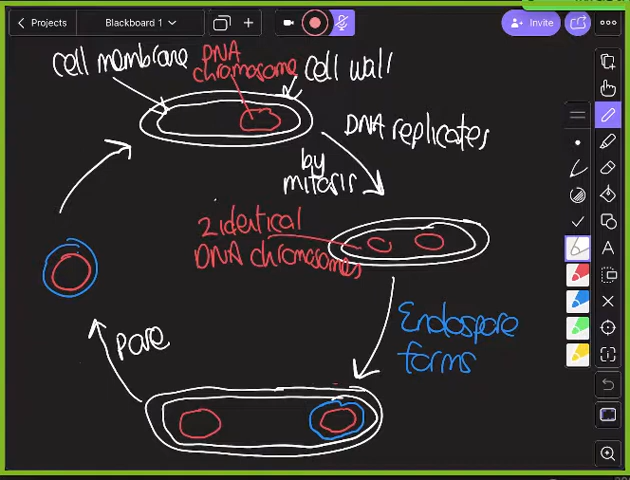 Projects
Blackboard 1
Invite
cell membrane
DNA
chromosome
cell wall
DNA replicates
by
mitosis
2 identical
DNA chromosomes
Endospore
forms
pore